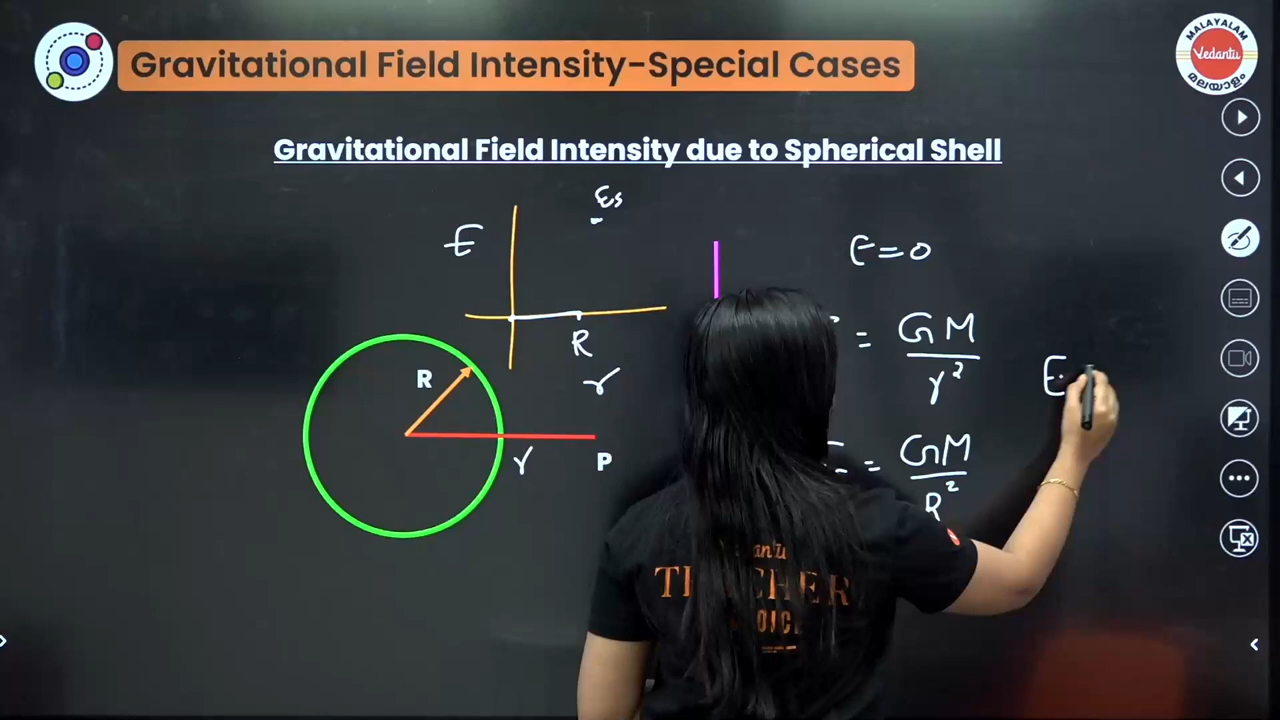 Gravitational Field Intensity-Special Cases
MALAYALAM
Vedantu
മലയാളം
Gravitational Field Intensity due to Spherical Shell
Es
E
E = 0
R
r
= GM
r²
E
R
r
P
= GM
R²
Vedantu
TEACHER